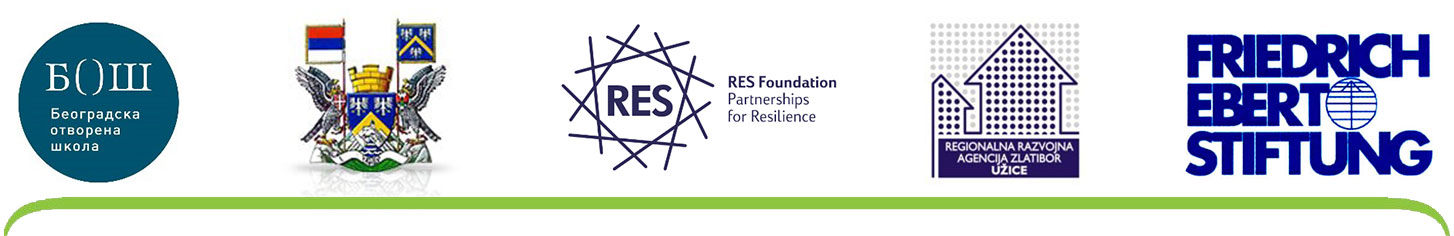 Б()Ш
Београдска
отворена
школа
RES
RES Foundation
Partnerships
for Resilience
REGIONALNA RAZVOJNA
AGENCIJA ZLATIBOR
UŽICE
FRIEDRICH
EBERT
STIFTUNG